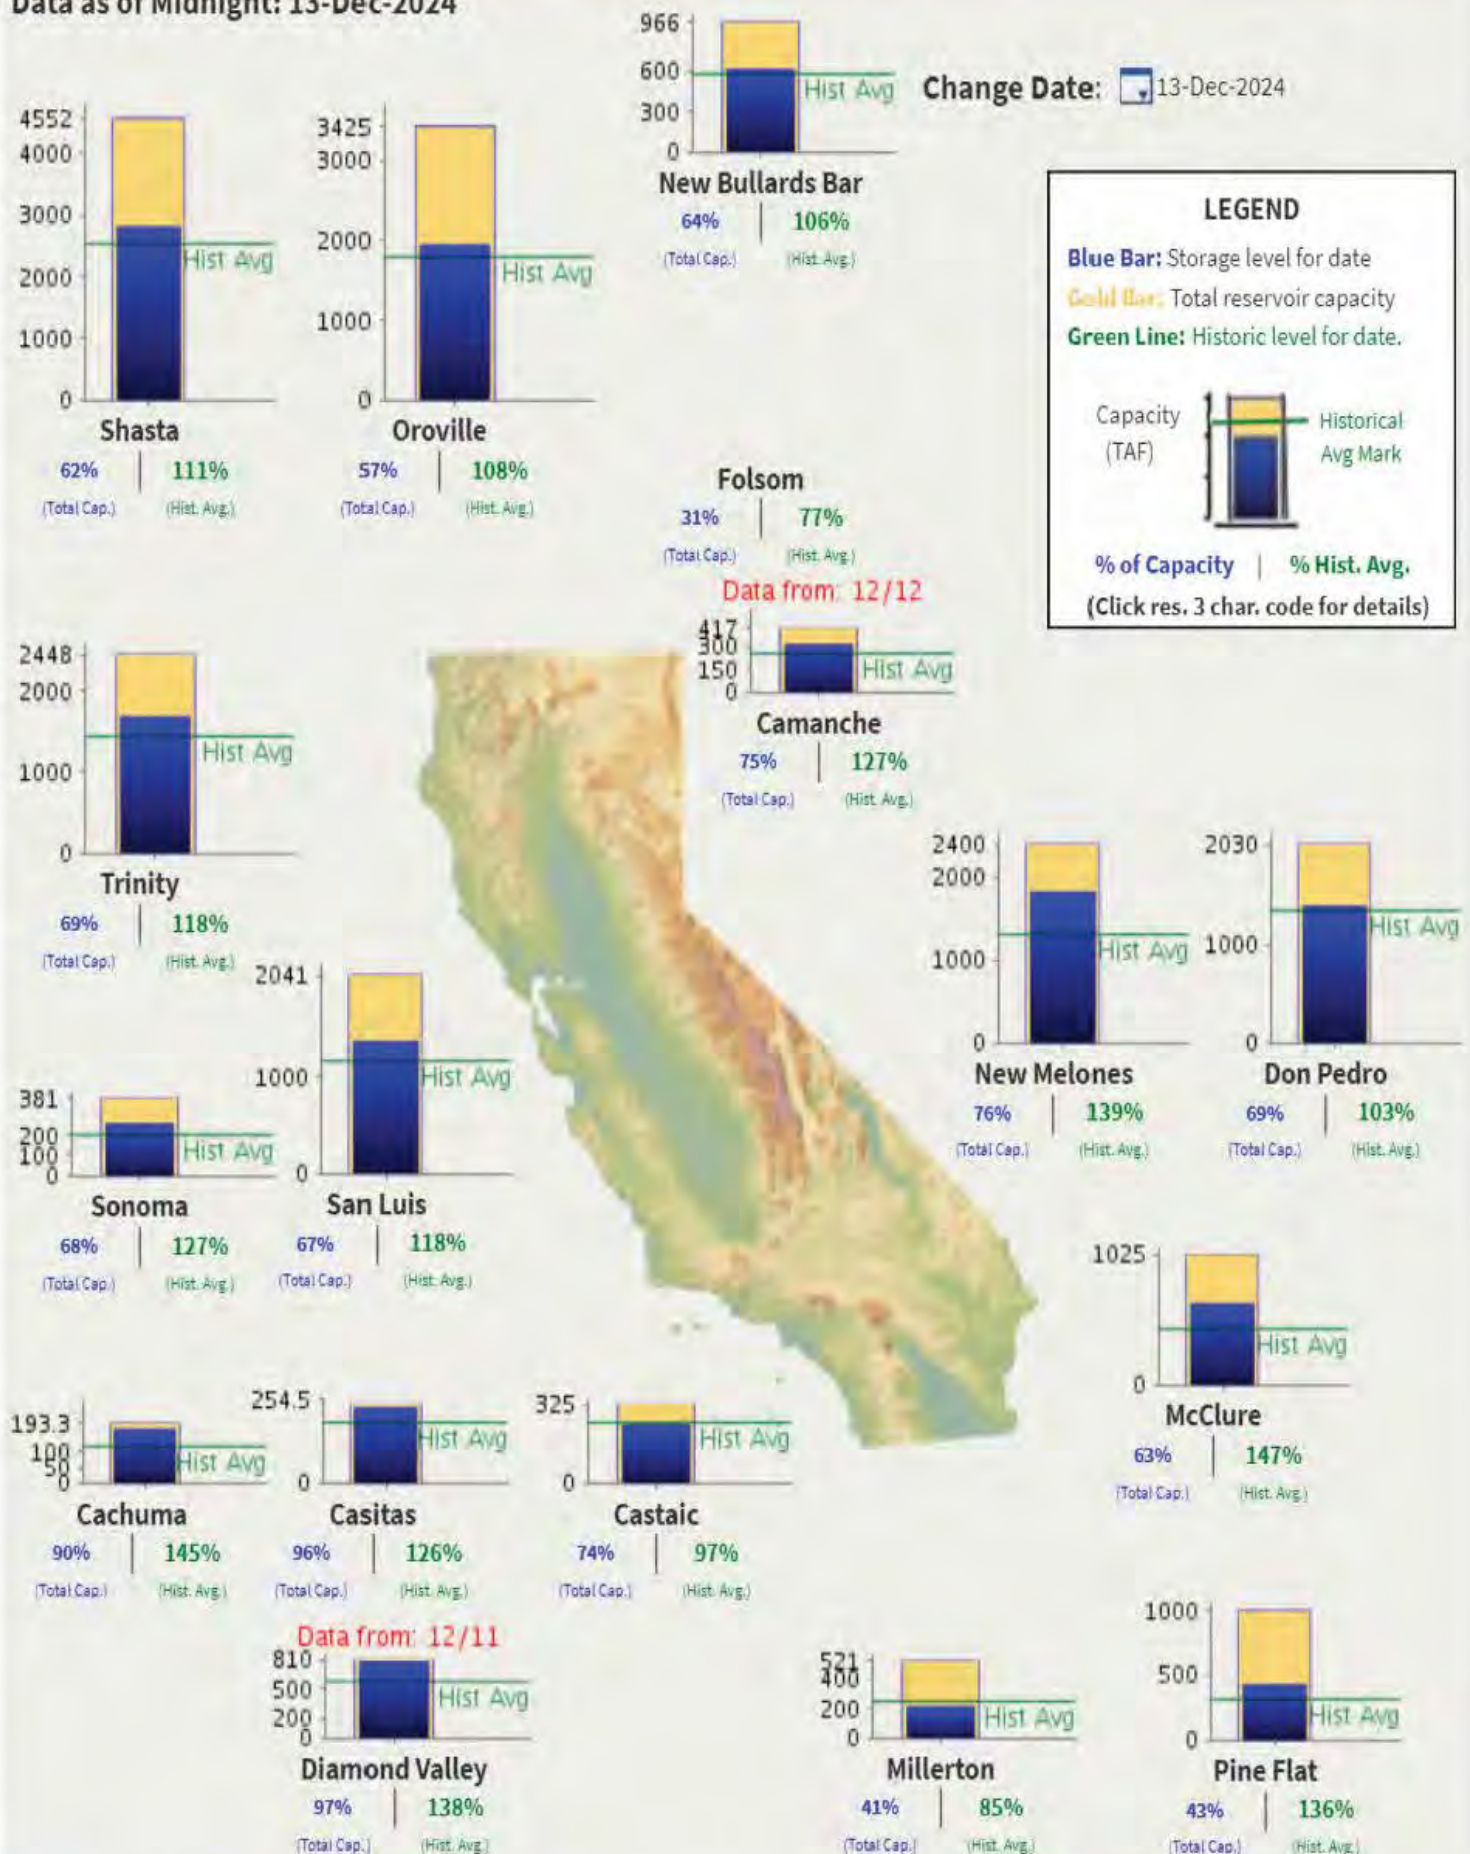 Data as of Midnight: 13-Dec-2024
966
600
300
0
Hist Avg
New Bullards Bar
64% | 106%
(Total Cap.) (Hist. Avg.)
Change Date: 13-Dec-2024
4552
4000
3000
2000
1000
0
Hist Avg
Shasta
62% | 111%
(Total Cap.) (Hist. Avg.)
3425
3000
2000
1000
0
Hist Avg
Oroville
57% | 108%
(Total Cap.) (Hist. Avg.)
LEGEND
Blue Bar: Storage level for date
Gold Bar: Total reservoir capacity
Green Line: Historic level for date.
Capacity
(TAF)
Historical
Avg Mark
% of Capacity | % Hist. Avg.
(Click res. 3 char. code for details)
Folsom
31% | 77%
(Total Cap.) (Hist. Avg.)
Data from: 12/12
417
300
150
0
Hist Avg
Camanche
75% | 127%
(Total Cap.) (Hist. Avg.)
2448
2000
1000
0
Hist Avg
Trinity
69% | 118%
(Total Cap.) (Hist. Avg.)
2400
2000
1000
0
Hist Avg
New Melones
76% | 139%
(Total Cap.) (Hist. Avg.)
2030
1000
0
Hist Avg
Don Pedro
69% | 103%
(Total Cap.) (Hist. Avg.)
381
200
100
0
Hist Avg
Sonoma
68% | 127%
(Total Cap.) (Hist. Avg.)
2041
1000
0
Hist Avg
San Luis
67% | 118%
(Total Cap.) (Hist. Avg.)
1025
0
Hist Avg
McClure
63% | 147%
(Total Cap.) (Hist. Avg.)
193.3
100
50
0
Hist Avg
Cachuma
90% | 145%
(Total Cap.) (Hist. Avg.)
254.5
0
Hist Avg
Casitas
96% | 126%
(Total Cap.) (Hist. Avg.)
325
0
Hist Avg
Castaic
74% | 97%
(Total Cap.) (Hist. Avg.)
Data from: 12/11
810
500
200
0
Hist Avg
Diamond Valley
97% | 138%
(Total Cap.) (Hist. Avg.)
521
400
200
0
Hist Avg
Millerton
41% | 85%
(Total Cap.) (Hist. Avg.)
1000
500
0
Hist Avg
Pine Flat
43% | 136%
(Total Cap.) (Hist. Avg.)